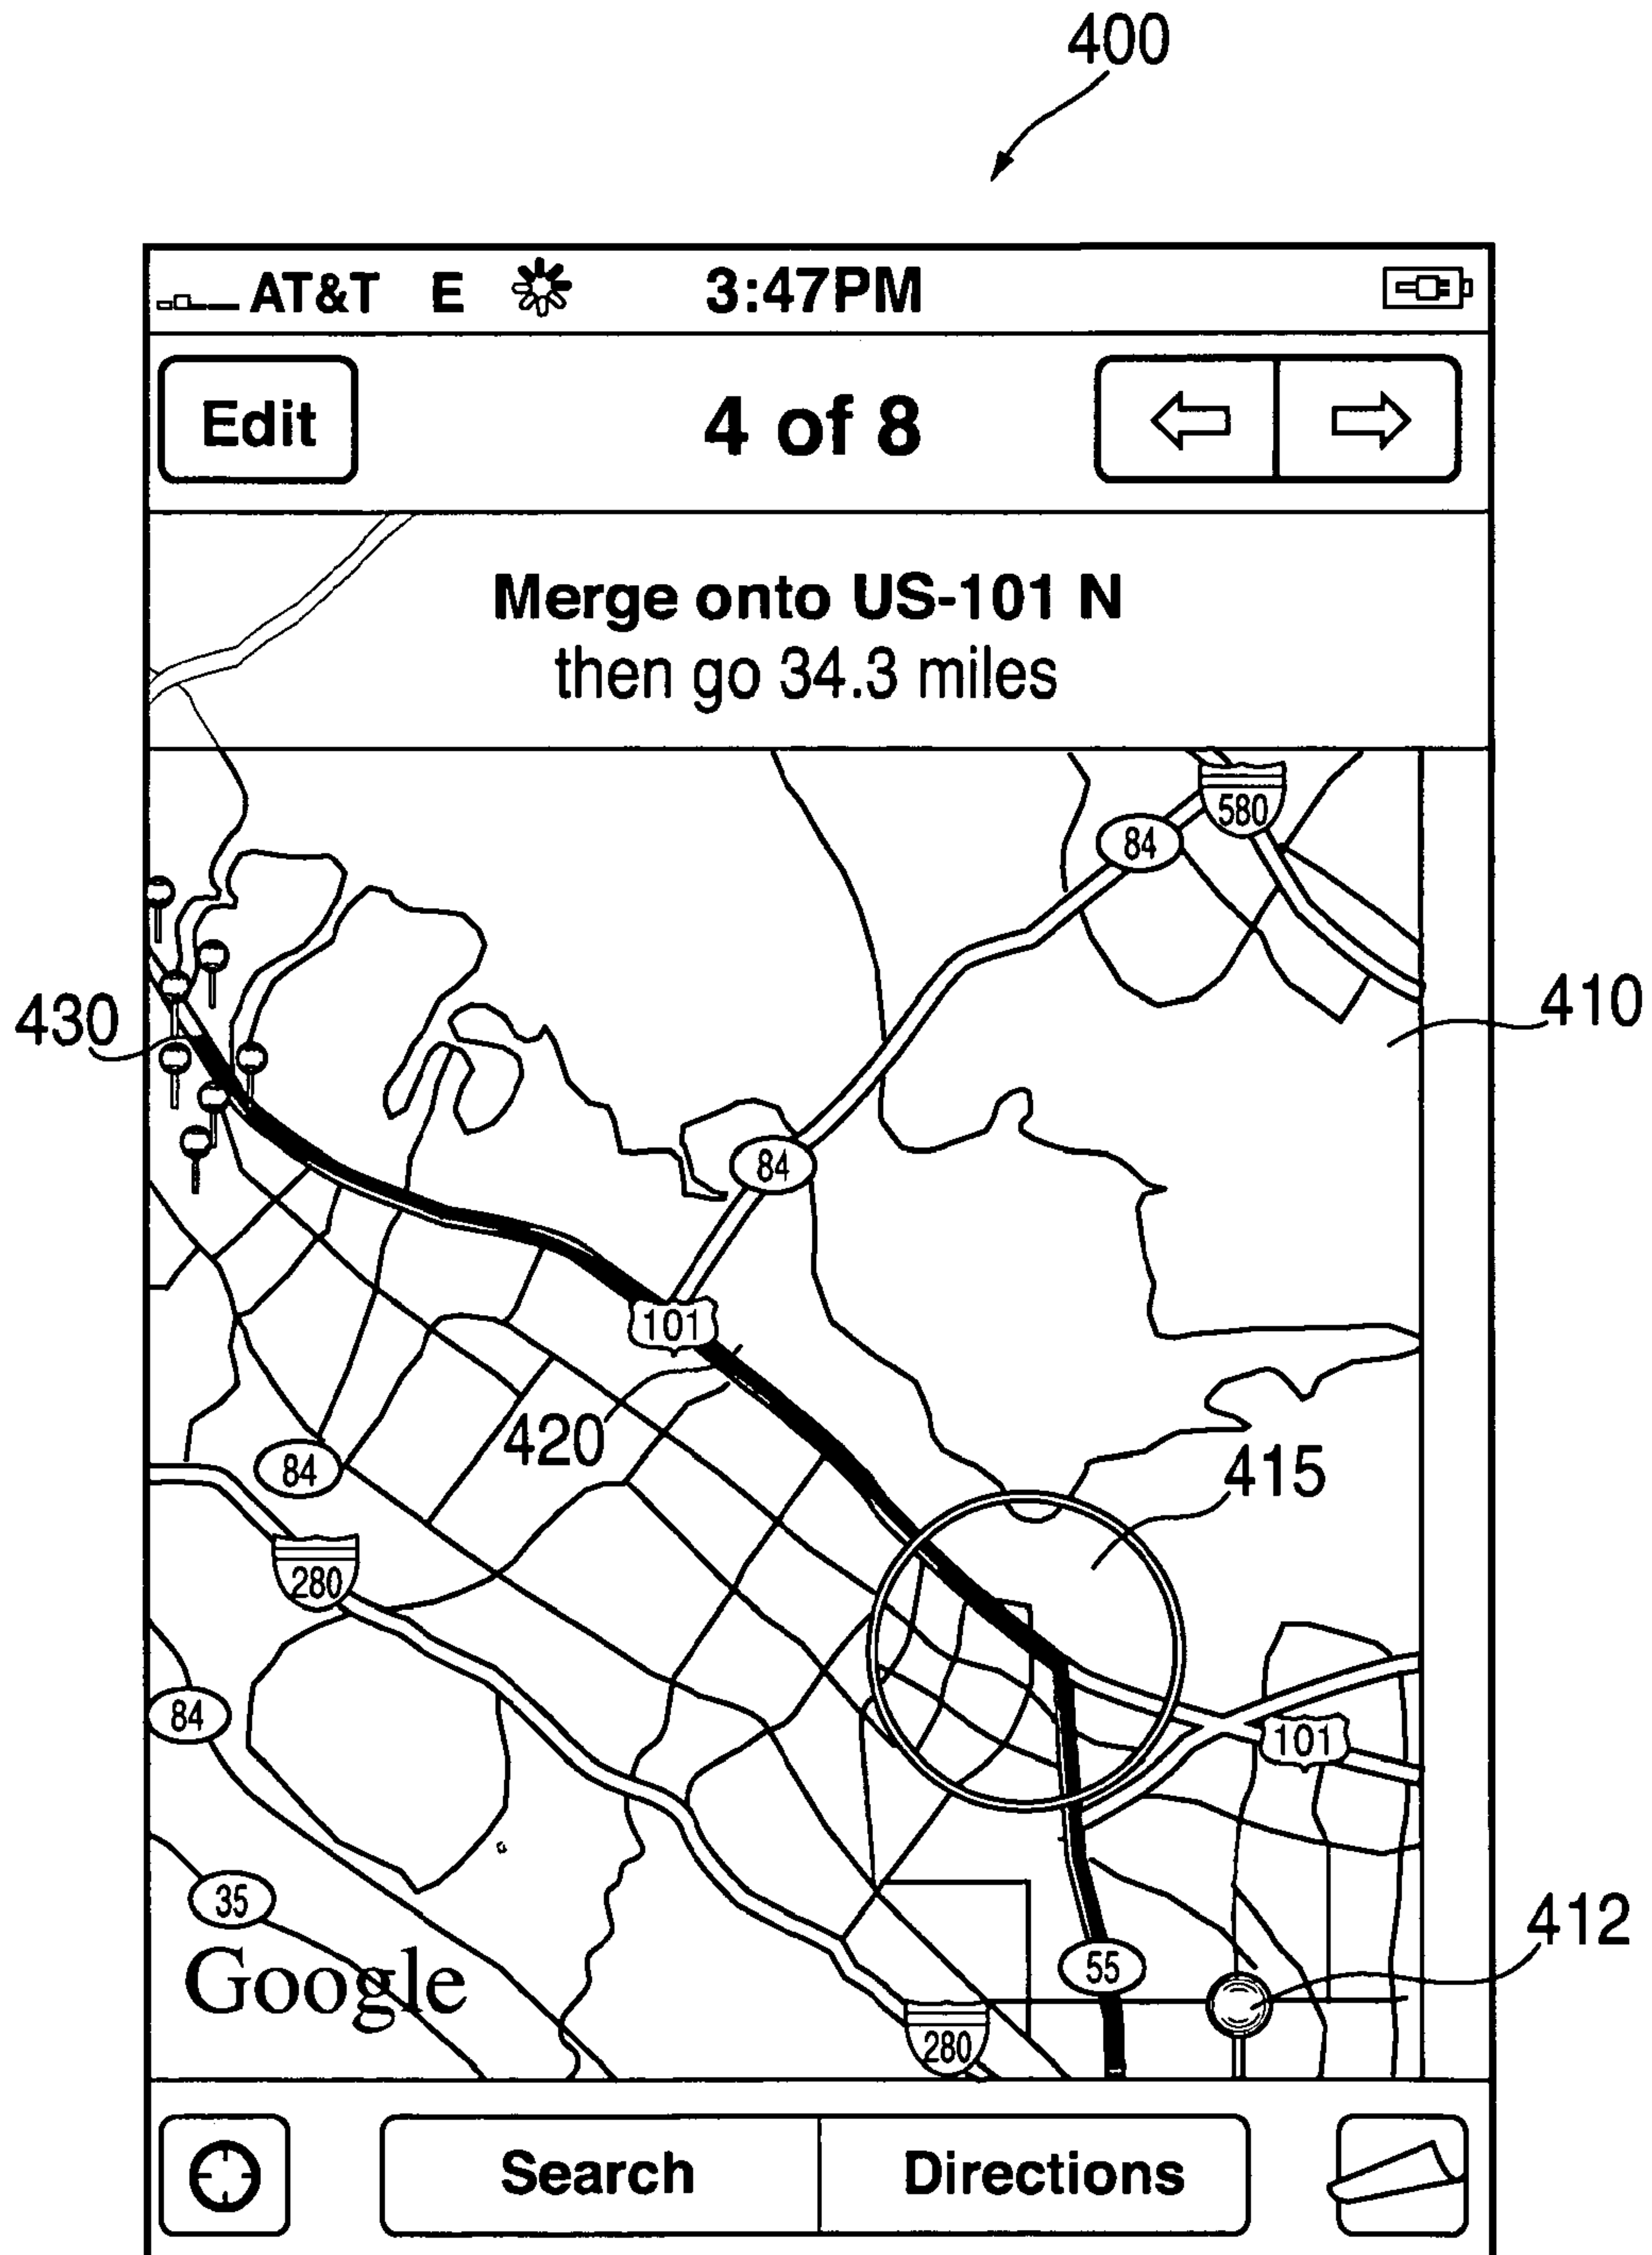 400
AT&T E 3:47PM
Edit 4 of 8
Merge onto US-101 N
then go 34.3 miles
580
84
430
410
84
101
420
84
415
280
84
101
35
412
Google
55
280
Search Directions